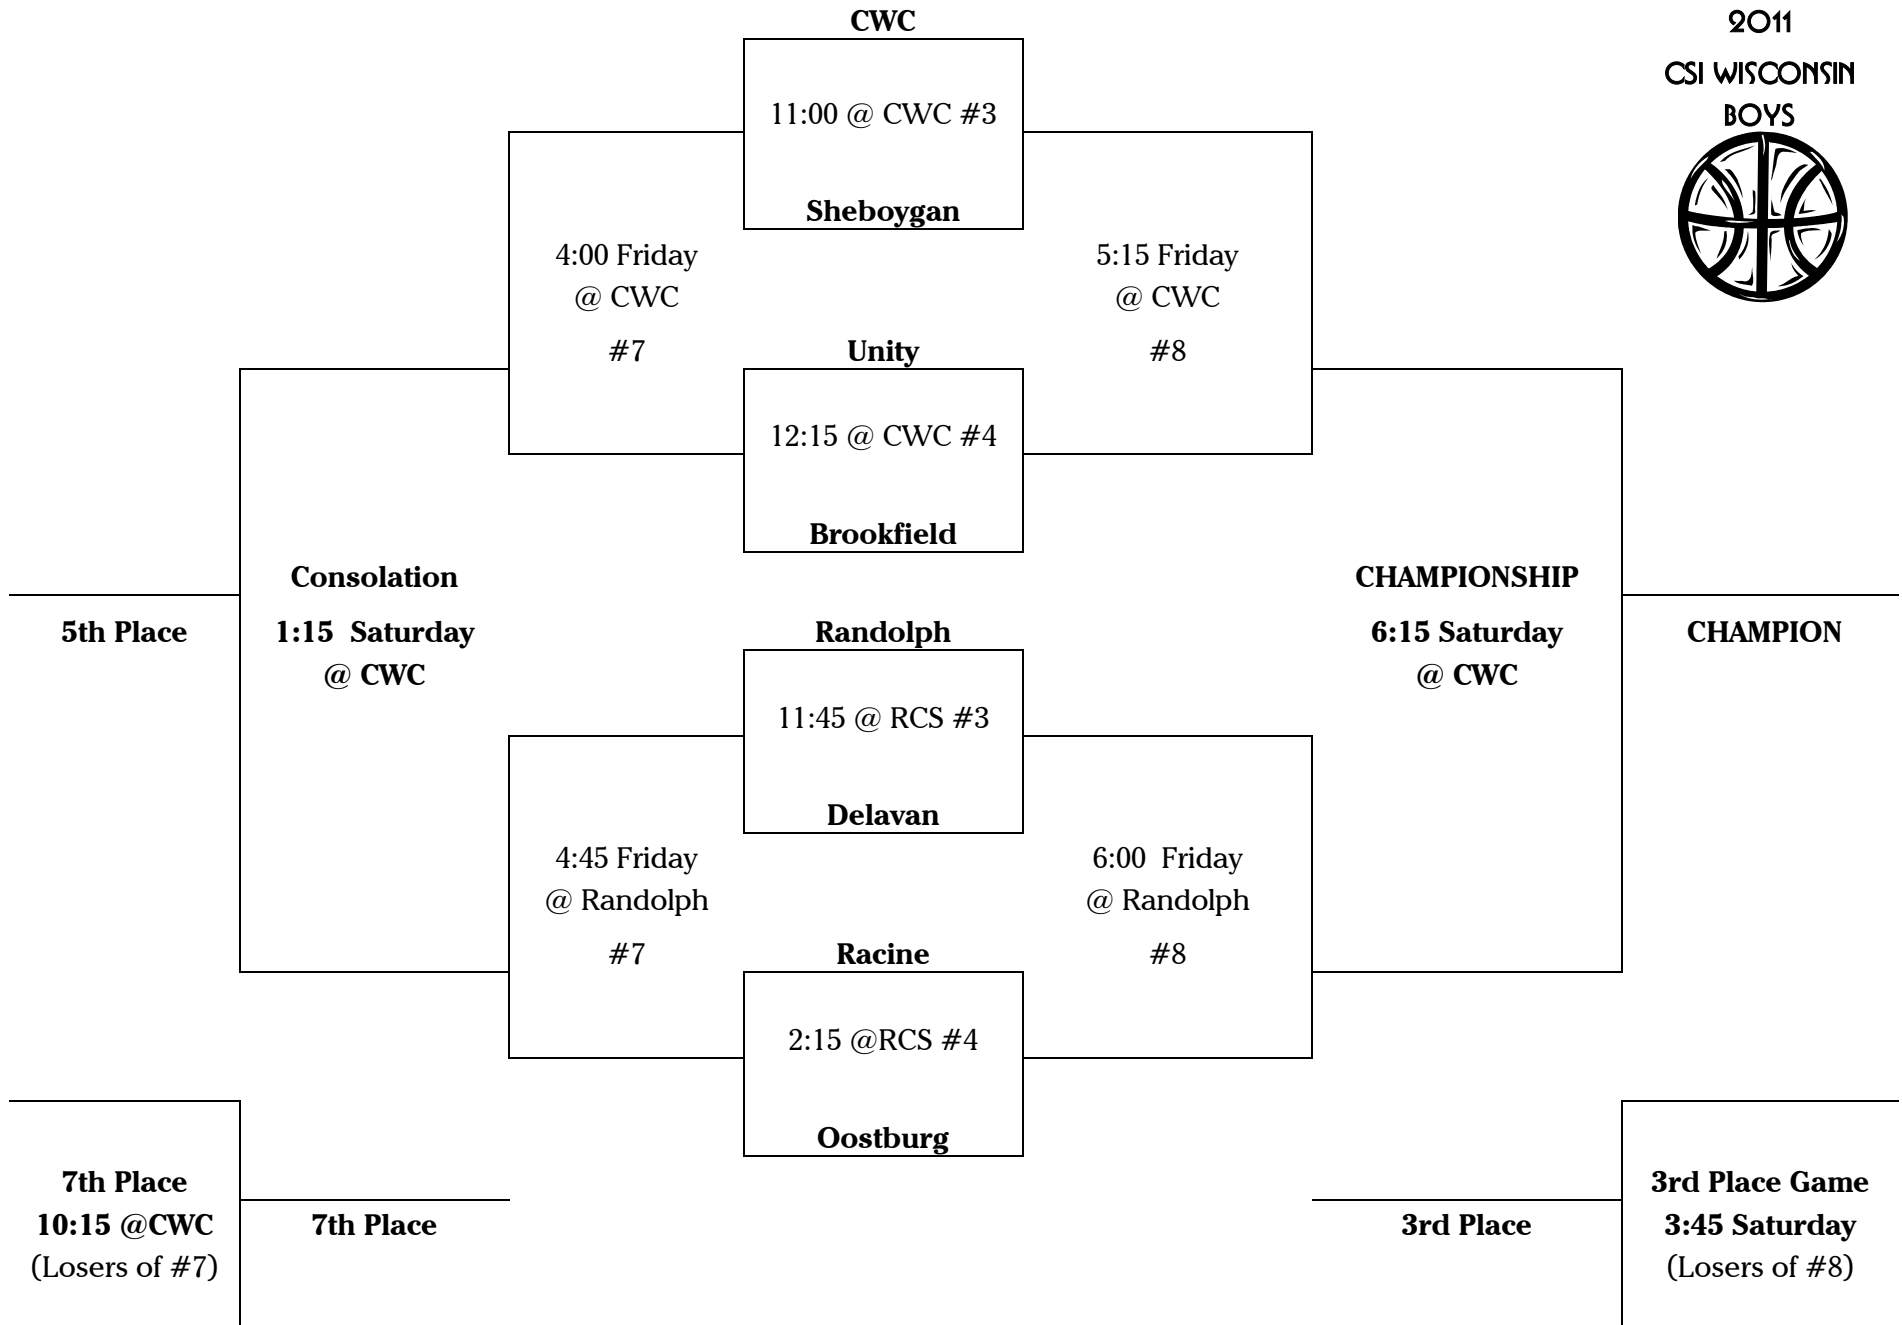 CWC
2011
CSI WISCONSIN
BOYS
11:00 @ CWC #3
Sheboygan
4:00 Friday
@ CWC
#7
5:15 Friday
@ CWC
#8
Unity
12:15 @ CWC #4
Brookfield
Consolation
1:15  Saturday
@ CWC
5th Place
CHAMPIONSHIP
6:15 Saturday
@ CWC
CHAMPION
Randolph
11:45 @ RCS #3
Delavan
4:45 Friday
@ Randolph
#7
6:00  Friday
@ Randolph
#8
Racine
2:15 @RCS #4
Oostburg
7th Place
10:15 @CWC
(Losers of #7)
7th Place
3rd Place
3rd Place Game
3:45 Saturday
(Losers of #8)